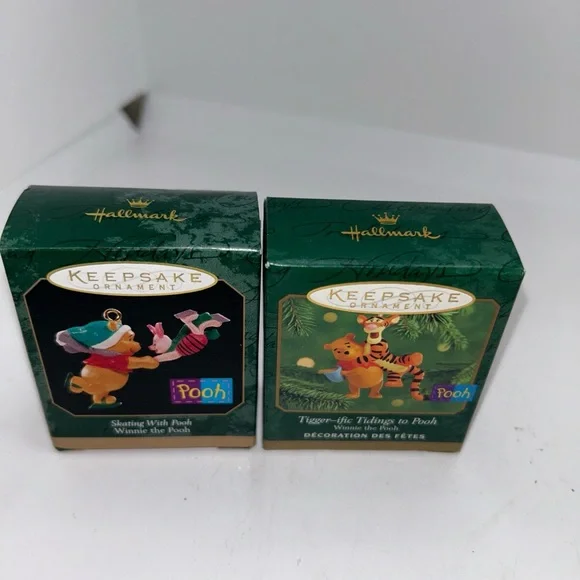 Hallmark
KEEPSAKE
ORNAMENT
Pooh
Skating With Pooh
Winnie the Pooh
Hallmark
KEEPSAKE
ORNAMENT
Pooh
Tigger-ific Tidings to Pooh
Winnie the Pooh
DÉCORATION DES FÊTES